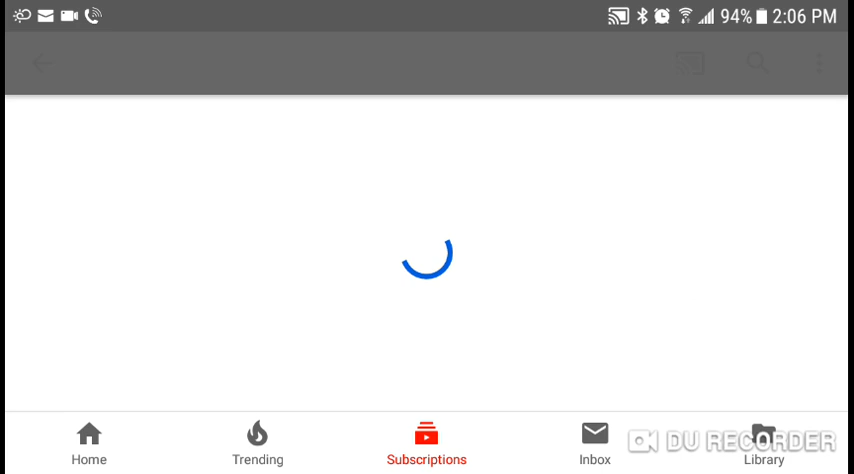 94% 2:06 PM
Home Trending Subscriptions Inbox Library
DU RECORDER